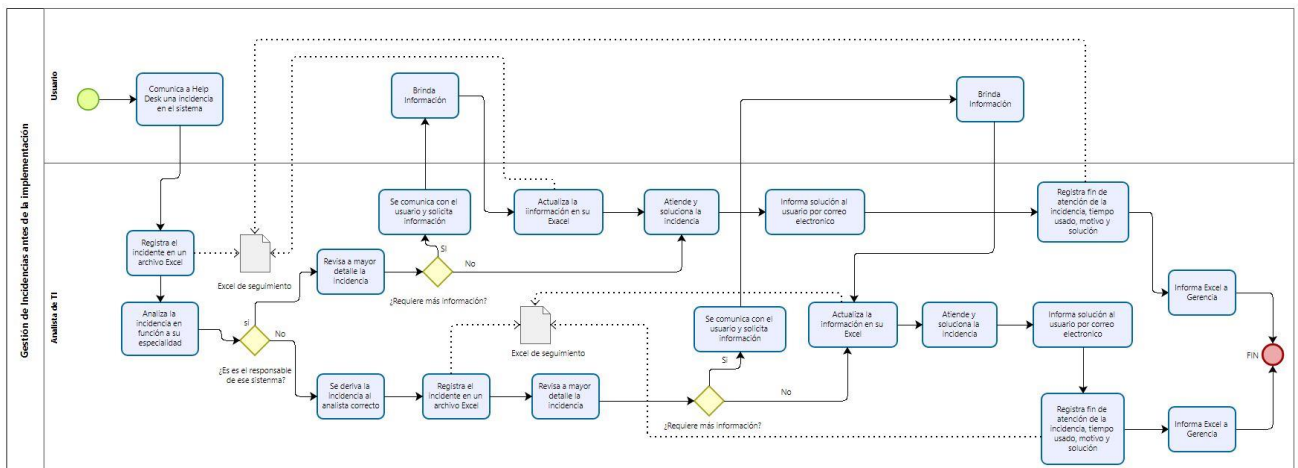 Gestión de Incidencias antes de la implementación
Usuario
Comunica a Help
Desk una incidencia
en el sistema
Brinda
Información
Brinda
Información
Analista de TI
Registra el
incidente en un
archivo Excel
Excel de seguimiento
Analiza la
incidencia en
función a su
especialidad
sí
No
¿Es es el responsable
de ese sistenma?
Revisa a mayor
detalle la
incidencia
Se comunica con el
usuario y solicita
información
SI
No
¿Requiere más información?
Actualiza la
iinformación en su
Exacel
Atiende y
soluciona la
incidencia
Informa solución al
usuario por correo
electronico
Registra fin de
atención de la
incidencia, tiempo
usado, motivo y
solución
Informa Excel a
Gerencia
Se deriva la
incidencia al
analista correcto
Registra el
incidente en un
archivo Excel
Excel de seguimiento
Revisa a mayor
detalle la
incidencia
Se comunica con el
usuario y solicita
información
Si
No
¿Requiere más información?
Actualiza la
información en su
Excel
Atiende y
soluciona la
incidencia
Informa solución al
usuario por correo
electronico
Registra fin de
atención de la
incidencia, tiempo
usado, motivo y
solución
Informa Excel a
Gerencia
FIN